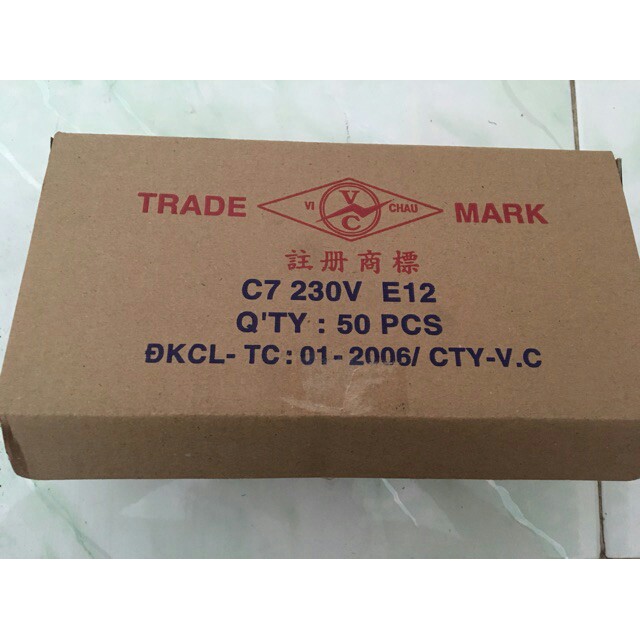 TRADE VI VC CHAU MARK
註册商標
C7 230V E12
Q'TY : 50 PCS
ĐKCL- TC : 01 - 2006/ CTY-V.C